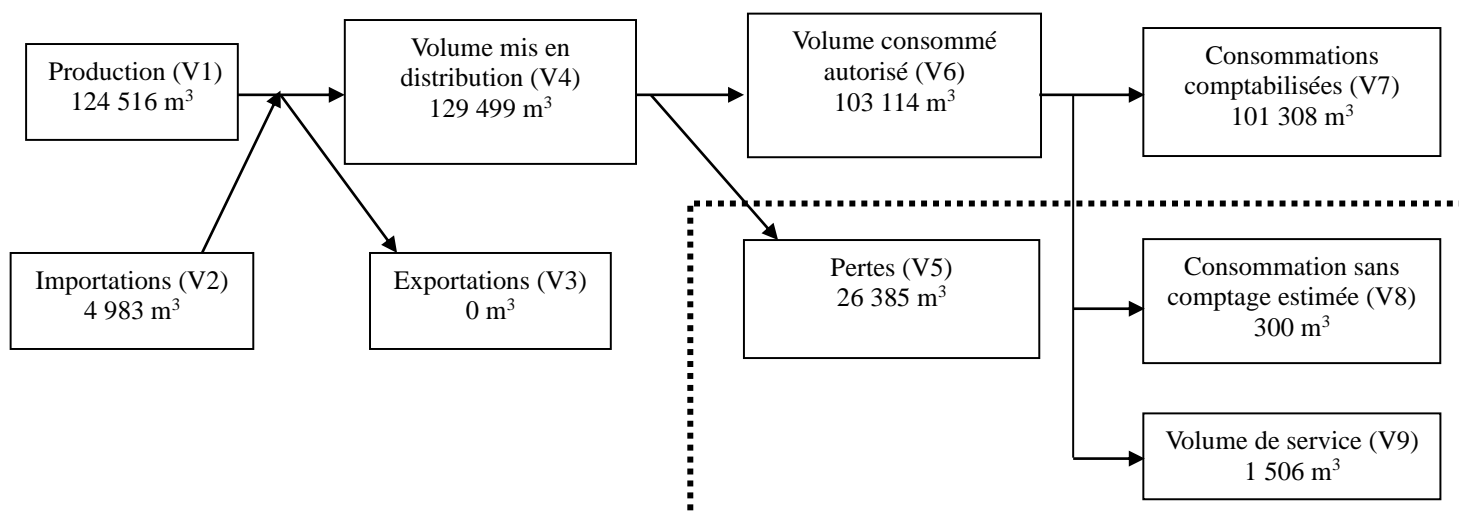 Production (V1)
124 516 m³
Volume mis en
distribution (V4)
129 499 m³
Volume consommé
autorisé (V6)
103 114 m³
Consommations
comptabilisées (V7)
101 308 m³
Importations (V2)
4 983 m³
Exportations (V3)
0 m³
Pertes (V5)
26 385 m³
Consommation sans
comptage estimée (V8)
300 m³
Volume de service (V9)
1 506 m³